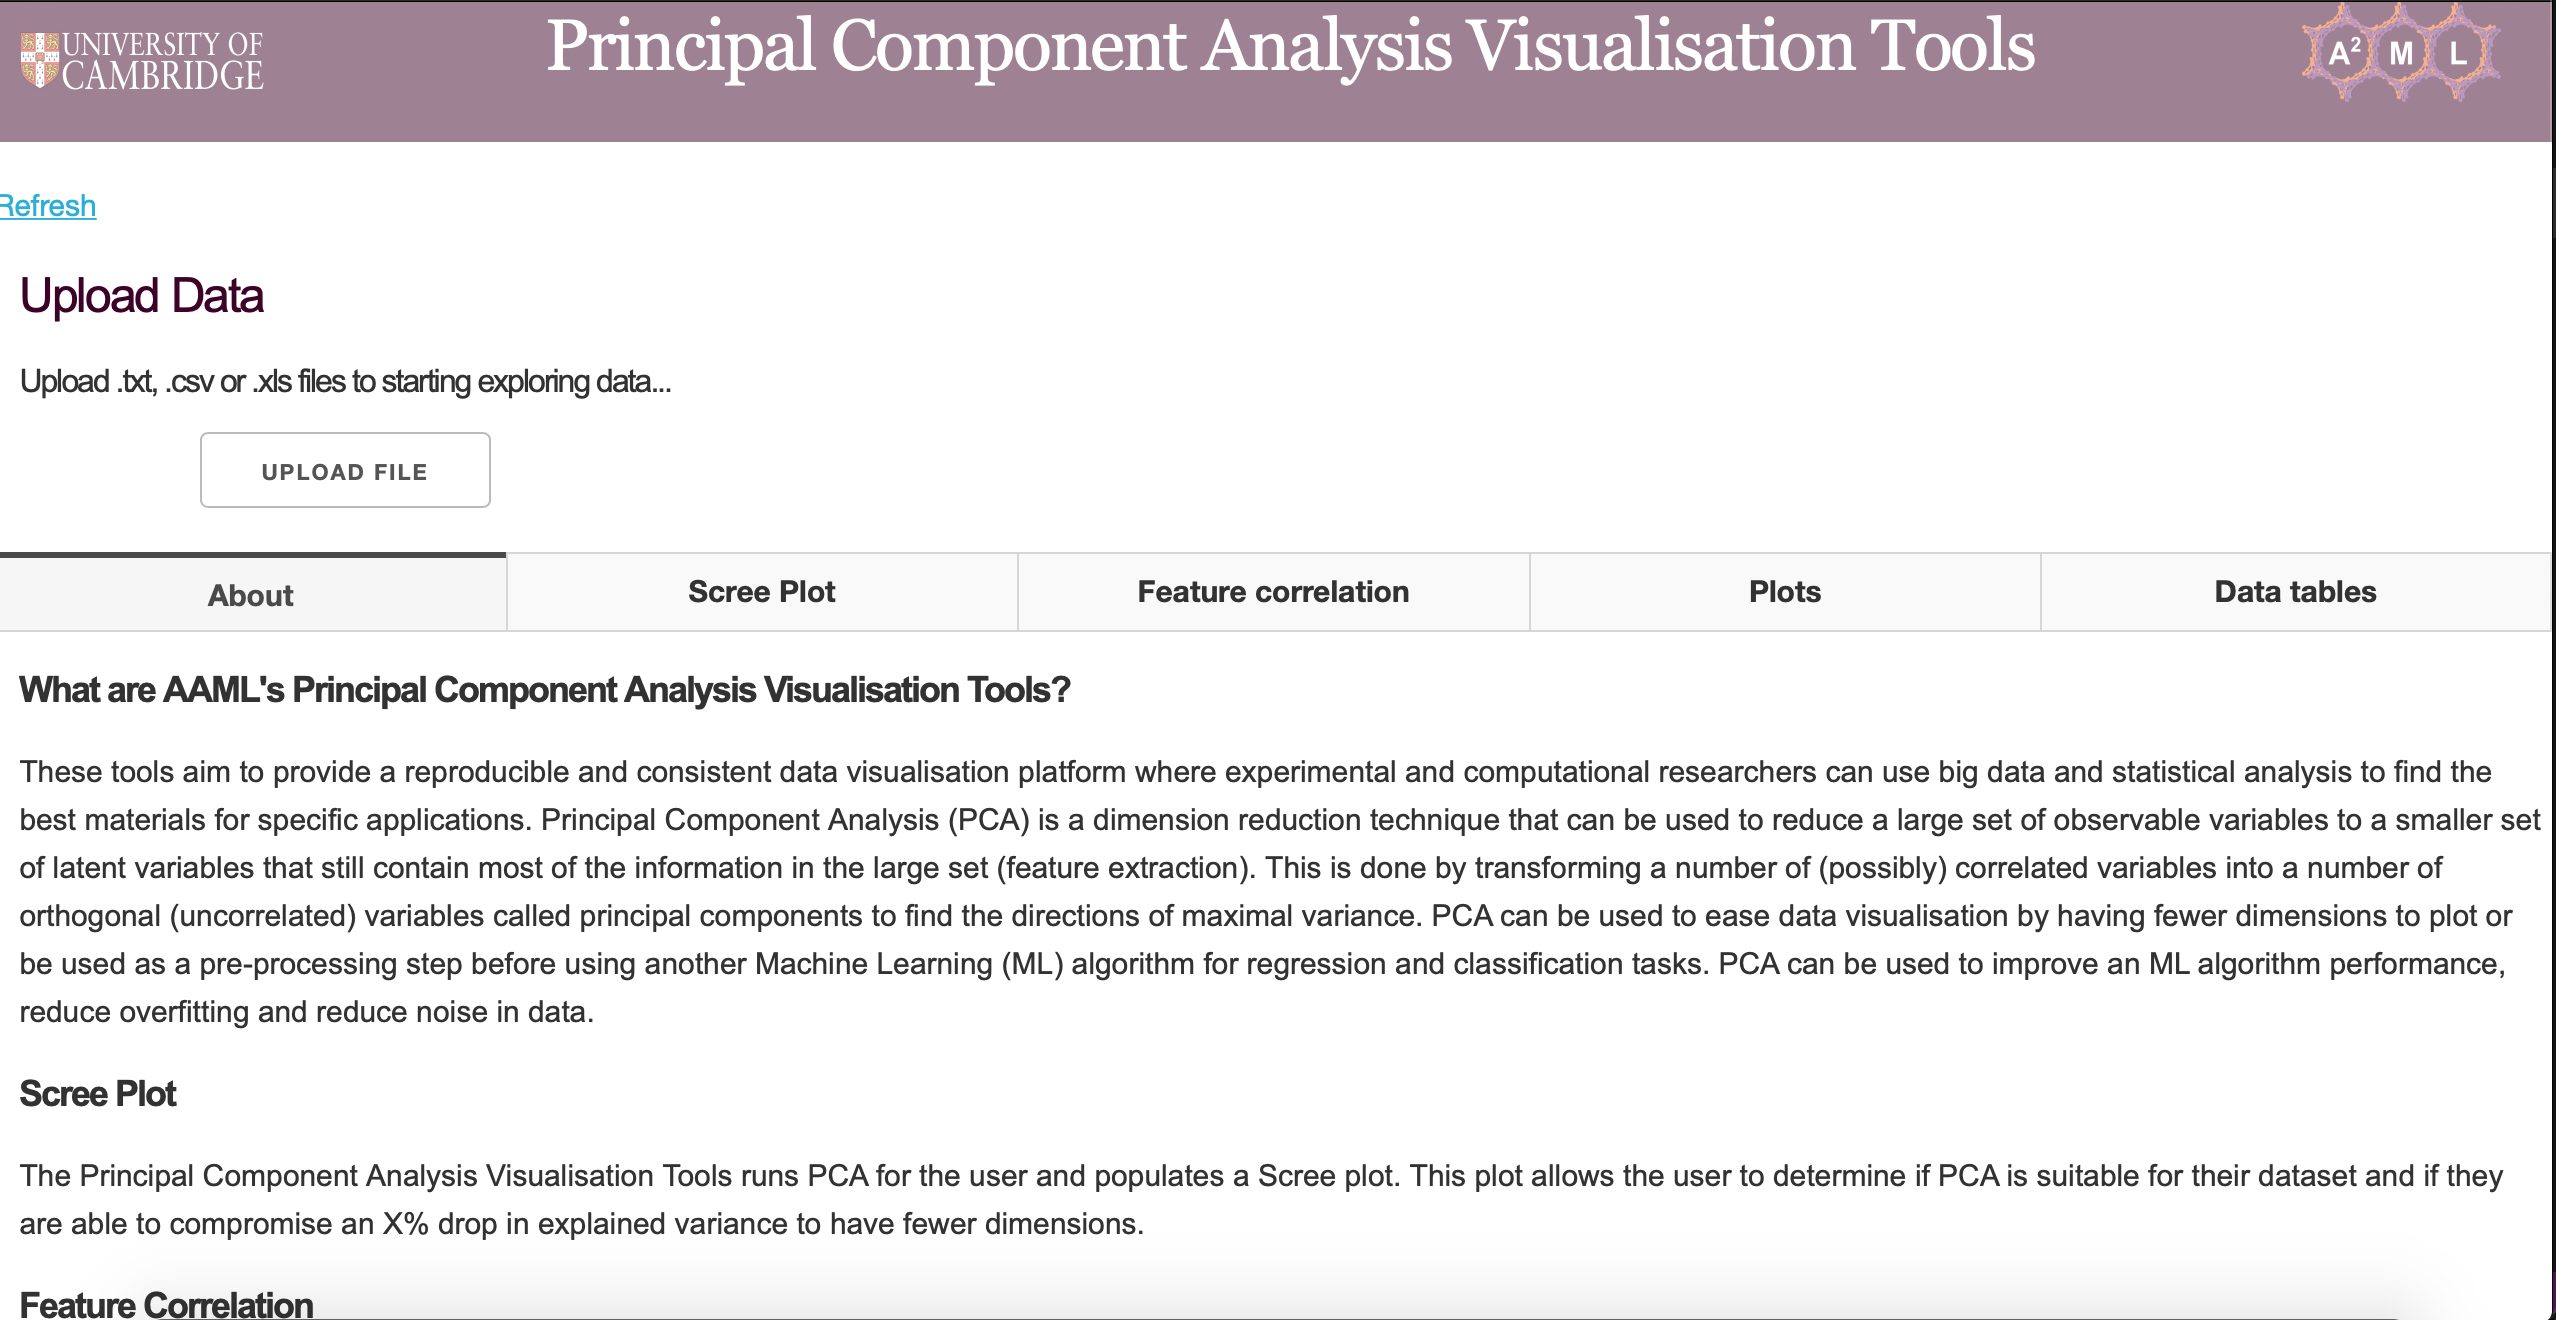 UNIVERSITY OF
CAMBRIDGE
Principal Component Analysis Visualisation Tools
A² M L
Refresh
Upload Data
Upload .txt, .csv or .xls files to starting exploring data...
UPLOAD FILE
About
Scree Plot
Feature correlation
Plots
Data tables
What are AAML's Principal Component Analysis Visualisation Tools?
These tools aim to provide a reproducible and consistent data visualisation platform where experimental and computational researchers can use big data and statistical analysis to find the
best materials for specific applications. Principal Component Analysis (PCA) is a dimension reduction technique that can be used to reduce a large set of observable variables to a smaller set
of latent variables that still contain most of the information in the large set (feature extraction). This is done by transforming a number of (possibly) correlated variables into a number of
orthogonal (uncorrelated) variables called principal components to find the directions of maximal variance. PCA can be used to ease data visualisation by having fewer dimensions to plot or
be used as a pre-processing step before using another Machine Learning (ML) algorithm for regression and classification tasks. PCA can be used to improve an ML algorithm performance,
reduce overfitting and reduce noise in data.
Scree Plot
The Principal Component Analysis Visualisation Tools runs PCA for the user and populates a Scree plot. This plot allows the user to determine if PCA is suitable for their dataset and if they
are able to compromise an X% drop in explained variance to have fewer dimensions.
Feature Correlation